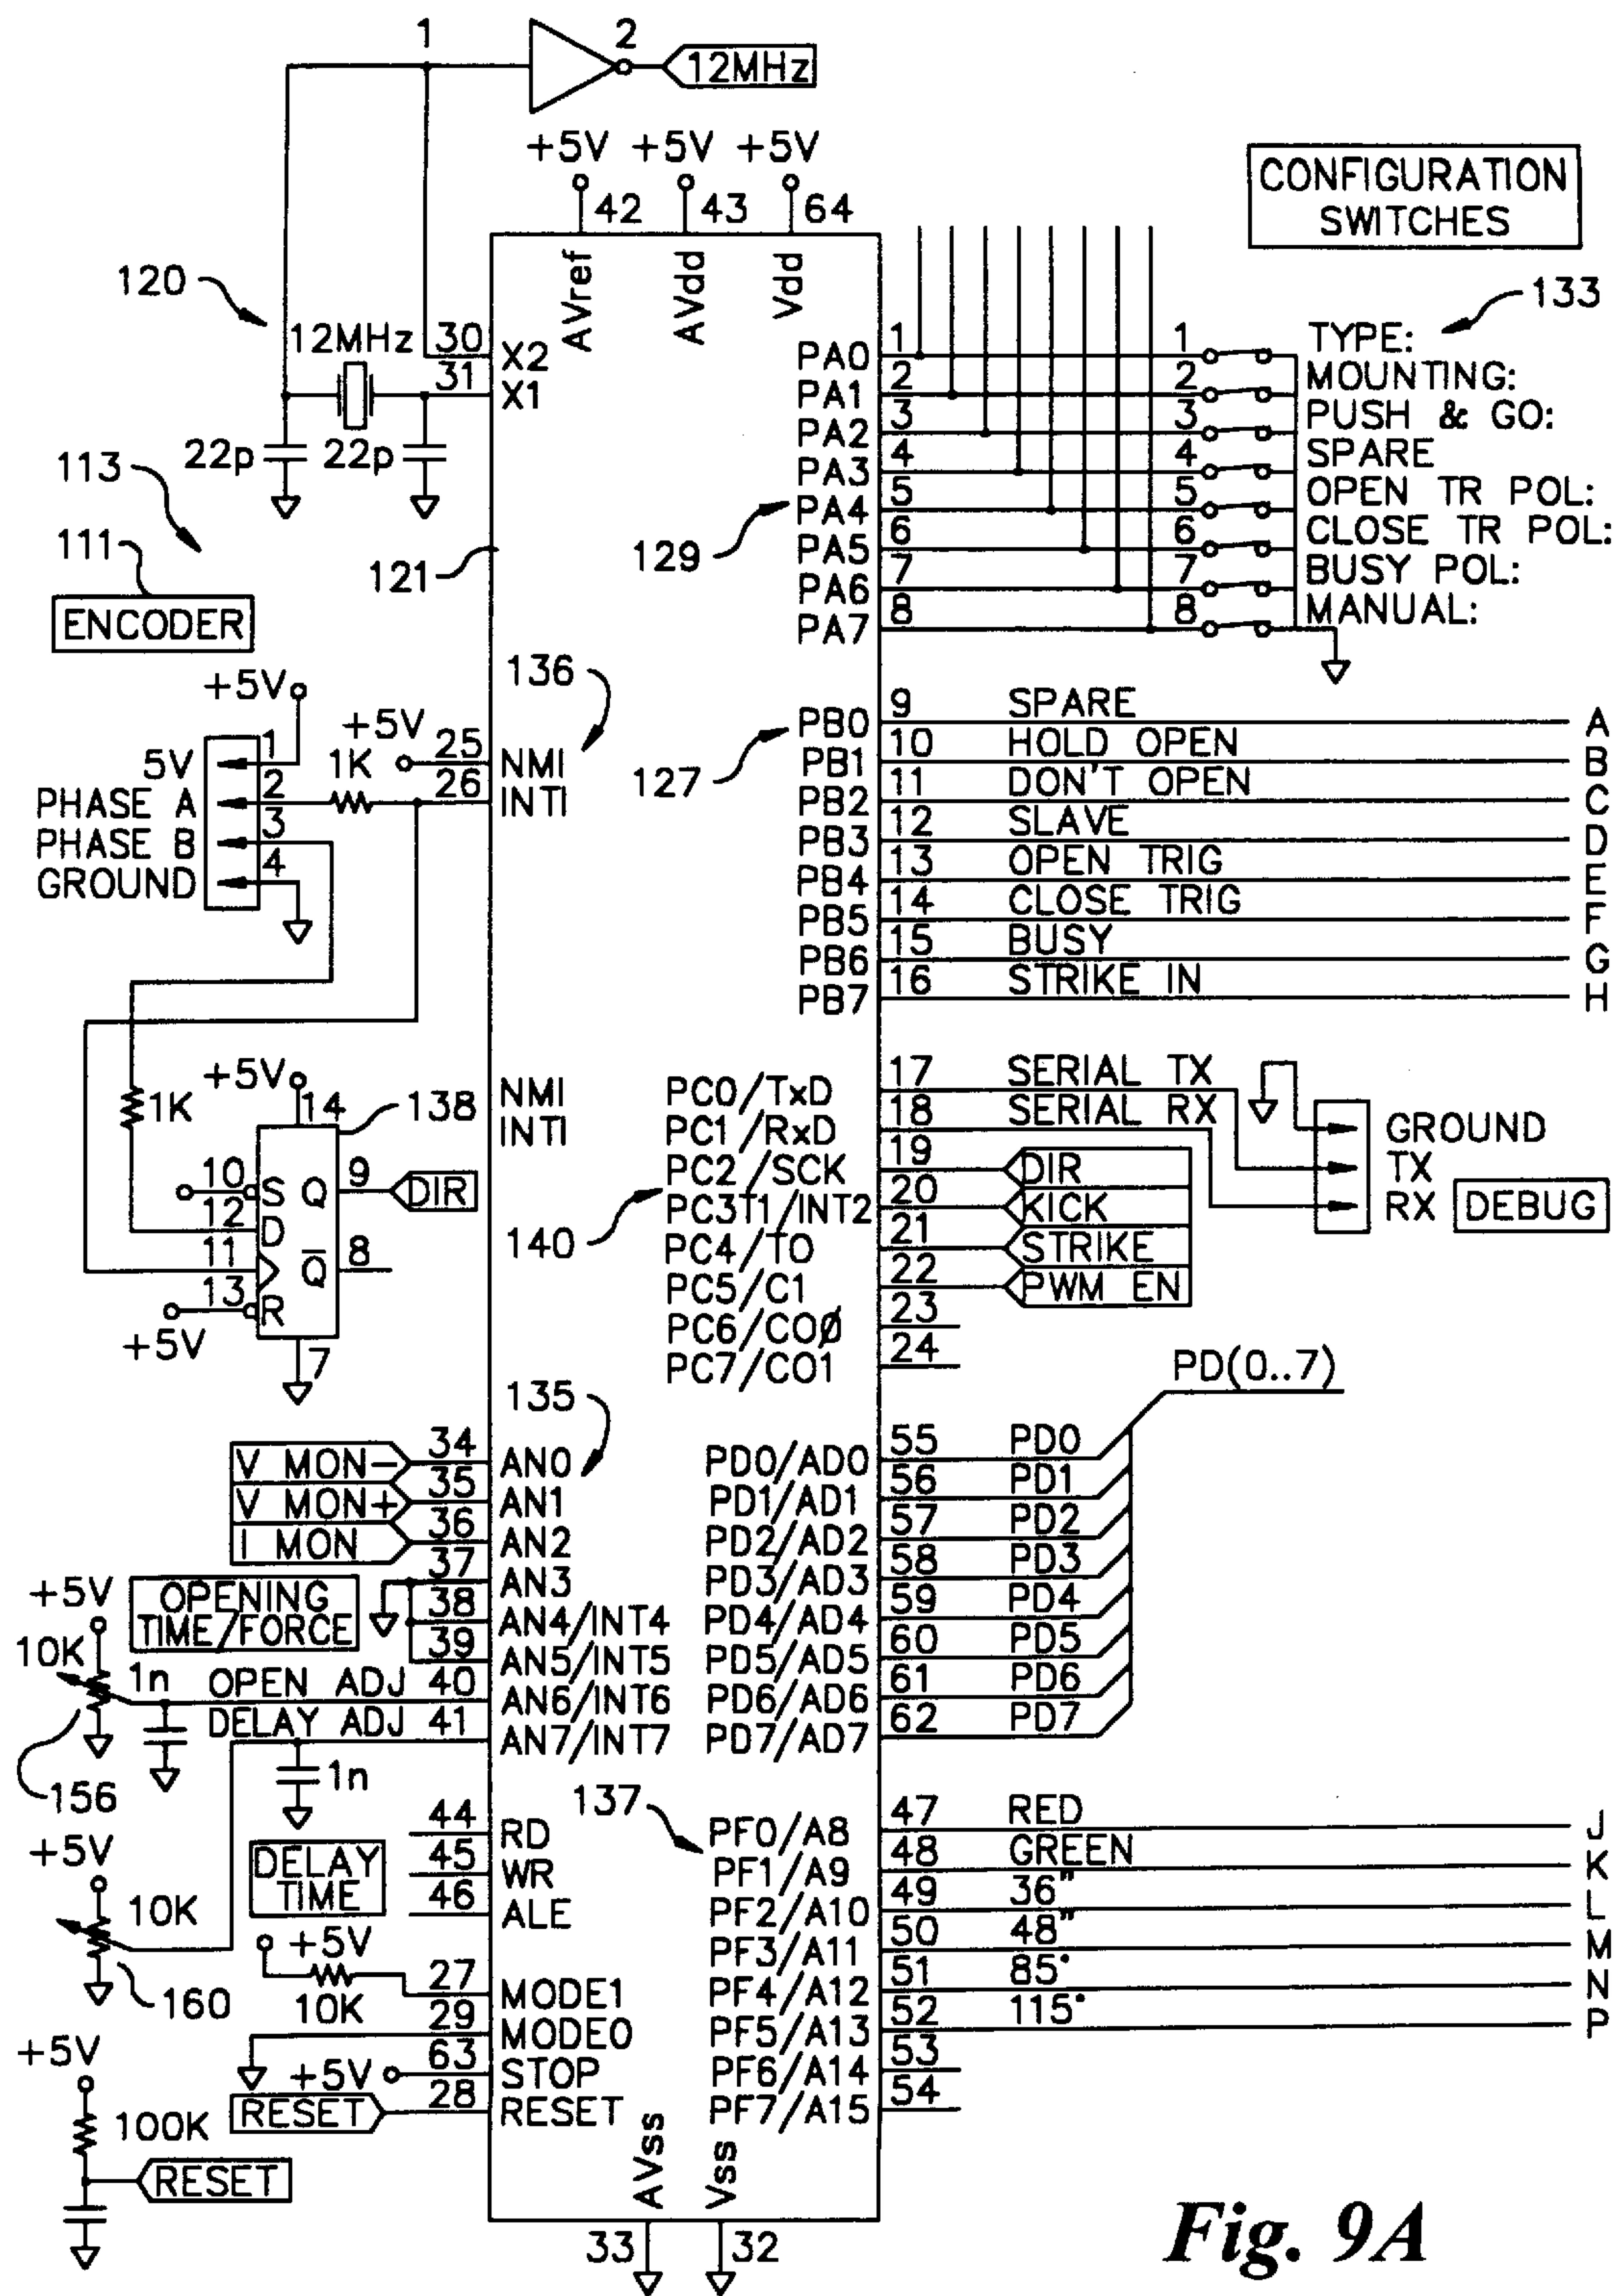 1
2
12MHz
+5V +5V +5V
42 43 64
CONFIGURATION
SWITCHES
AVref AVdd Vdd
120
133
12MHz
30 X2
31 X1
22p 22p
113
111
ENCODER
121
129
PA0 1 1 TYPE:
PA1 2 2 MOUNTING:
PA2 3 3 PUSH & GO:
PA3 4 4 SPARE
PA4 5 5 OPEN TR POL:
PA5 6 6 CLOSE TR POL:
PA6 7 7 BUSY POL:
PA7 8 8 MANUAL:
136
+5V
+5V
1K
5V 1
PHASE A 2
PHASE B 3
GROUND 4
25 NMI
26 INTI
127
PB0 9 SPARE A
PB1 10 HOLD OPEN B
PB2 11 DON'T OPEN C
PB3 12 SLAVE D
PB4 13 OPEN TRIG E
PB5 14 CLOSE TRIG F
PB6 15 BUSY G
PB7 16 STRIKE IN H
+5V
1K
14
138
NMI
INTI
10 S Q 9 DIR
12 D
11 Q 8
13 R
+5V
7
PC0/TxD 17 SERIAL TX
PC1/RxD 18 SERIAL RX
PC2/SCK 19 DIR
PC3T1/INT2 20 KICK
PC4/TO 21 STRIKE
PC5/C1 22 PWM EN
PC6/COØ 23
PC7/CO1 24
140
GROUND
TX
RX DEBUG
135
PD(0..7)
V MON- 34 AN0
V MON+ 35 AN1
I MON 36 AN2
37 AN3
38 AN4/INT4
39 AN5/INT5
OPEN ADJ 40 AN6/INT6
DELAY ADJ 41 AN7/INT7
+5V
OPENING
TIME/FORCE
10K
1n
156
1n
PD0/AD0 55 PD0
PD1/AD1 56 PD1
PD2/AD2 57 PD2
PD3/AD3 58 PD3
PD4/AD4 59 PD4
PD5/AD5 60 PD5
PD6/AD6 61 PD6
PD7/AD7 62 PD7
137
44 RD
45 WR
46 ALE
DELAY
TIME
+5V
10K
160
+5V
10K
27 MODE1
29 MODE0
+5V 63 STOP
RESET 28 RESET
PF0/A8 47 RED J
PF1/A9 48 GREEN K
PF2/A10 49 36" L
PF3/A11 50 48" M
PF4/A12 51 85° N
PF5/A13 52 115° P
PF6/A14 53
PF7/A15 54
+5V
100K
RESET
AVss Vss
33 32
Fig. 9A